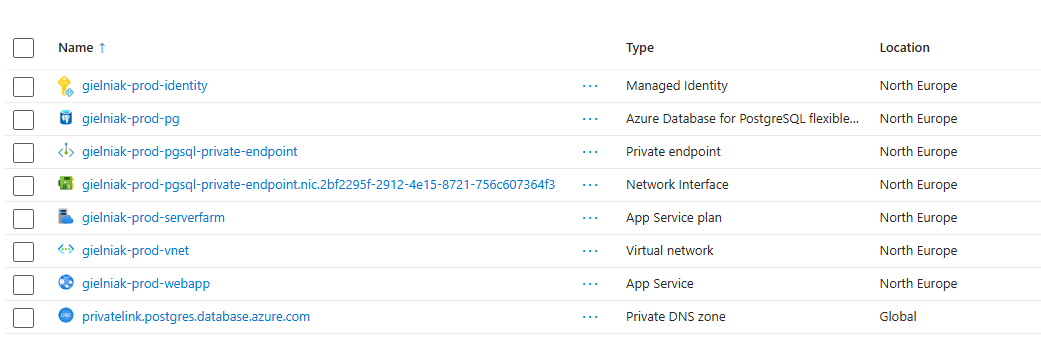 Name ↑ Type Location
gielniak-prod-identity ··· Managed Identity North Europe
gielniak-prod-pg ··· Azure Database for PostgreSQL flexible... North Europe
gielniak-prod-pgsql-private-endpoint ··· Private endpoint North Europe
gielniak-prod-pgsql-private-endpoint.nic.2bf2295f-2912-4e15-8721-756c607364f3 ··· Network Interface North Europe
gielniak-prod-serverfarm ··· App Service plan North Europe
gielniak-prod-vnet ··· Virtual network North Europe
gielniak-prod-webapp ··· App Service North Europe
privatelink.postgres.database.azure.com ··· Private DNS zone Global